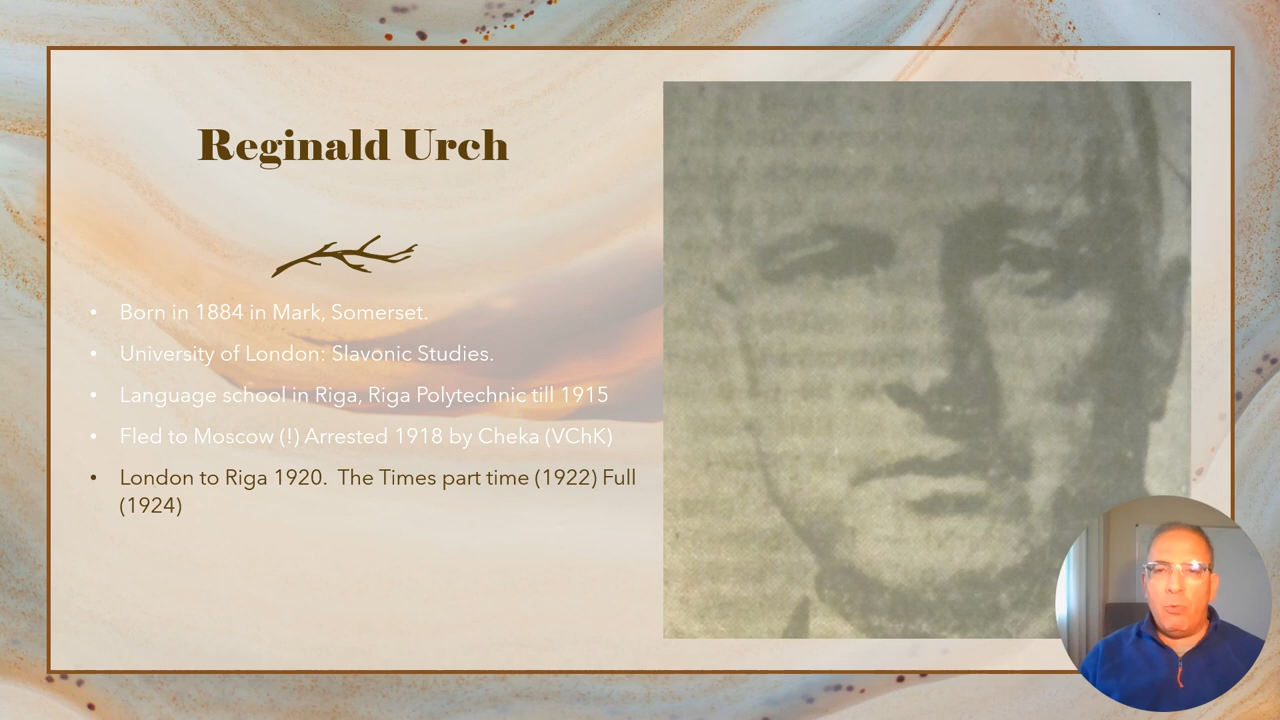 Reginald Urch
• Born in 1884 in Mark, Somerset.
• University of London: Slavonic Studies.
• Language school in Riga, Riga Polytechnic till 1915
• Fled to Moscow (!) Arrested 1918 by Cheka (VChK)
• London to Riga 1920.  The Times part time (1922) Full
(1924)